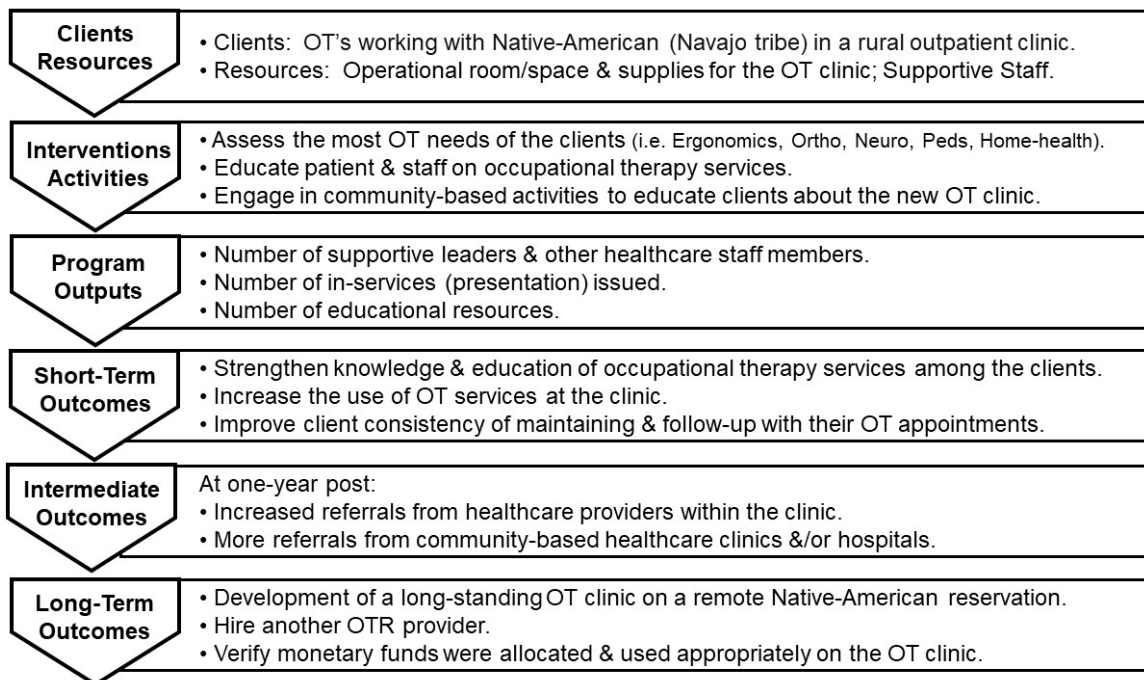 Clients
Resources
• Clients: OT's working with Native-American (Navajo tribe) in a rural outpatient clinic.
• Resources: Operational room/space & supplies for the OT clinic; Supportive Staff.
Interventions
Activities
• Assess the most OT needs of the clients (i.e. Ergonomics, Ortho, Neuro, Peds, Home-health).
• Educate patient & staff on occupational therapy services.
• Engage in community-based activities to educate clients about the new OT clinic.
Program
Outputs
• Number of supportive leaders & other healthcare staff members.
• Number of in-services (presentation) issued.
• Number of educational resources.
Short-Term
Outcomes
• Strengthen knowledge & education of occupational therapy services among the clients.
• Increase the use of OT services at the clinic.
• Improve client consistency of maintaining & follow-up with their OT appointments.
Intermediate
Outcomes
At one-year post:
• Increased referrals from healthcare providers within the clinic.
• More referrals from community-based healthcare clinics &/or hospitals.
Long-Term
Outcomes
• Development of a long-standing OT clinic on a remote Native-American reservation.
• Hire another OTR provider.
• Verify monetary funds were allocated & used appropriately on the OT clinic.